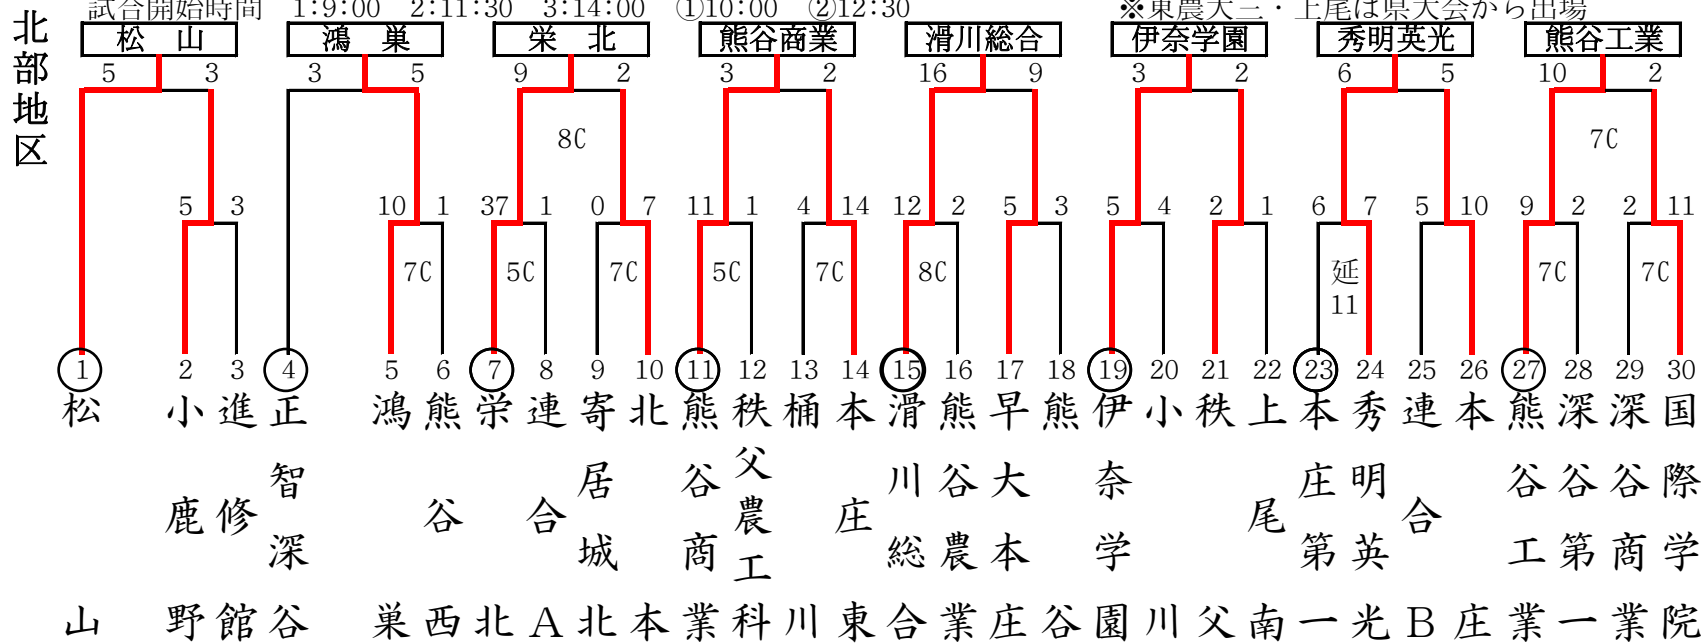 試合開始時間 1:9:00 2:11:30 3:14:00 ①10:00 ②12:30 ※東農大三・上尾は県大会から出場
北部地区
松山 鴻巣 栄北 熊谷商業 滑川総合 伊奈学園 秀明英光 熊谷工業
5 3 3 5 9 2 3 2 16 9 3 2 6 5 10 2
8C 7C
5 3 10 1 37 1 0 7 11 1 4 14 12 2 5 3 5 4 2 1 6 7 5 10 9 2 2 11
7C 5C 7C 5C 7C 8C 延11 7C 7C
1 2 3 4 5 6 7 8 9 10 11 12 13 14 15 16 17 18 19 20 21 22 23 24 25 26 27 28 29 30
松山
小鹿野
進修館
正智深谷
鴻巣
熊谷西
栄北
連合A
寄居城北
北本
熊谷商業
秩父農工科
桶川
本庄東
滑川総合
熊谷農業
早大本庄
熊谷
伊奈学園
小川
秩父
上尾南
本庄第一
秀明英光
連合B
本庄
熊谷工業
深谷第一
深谷商業
国際学院